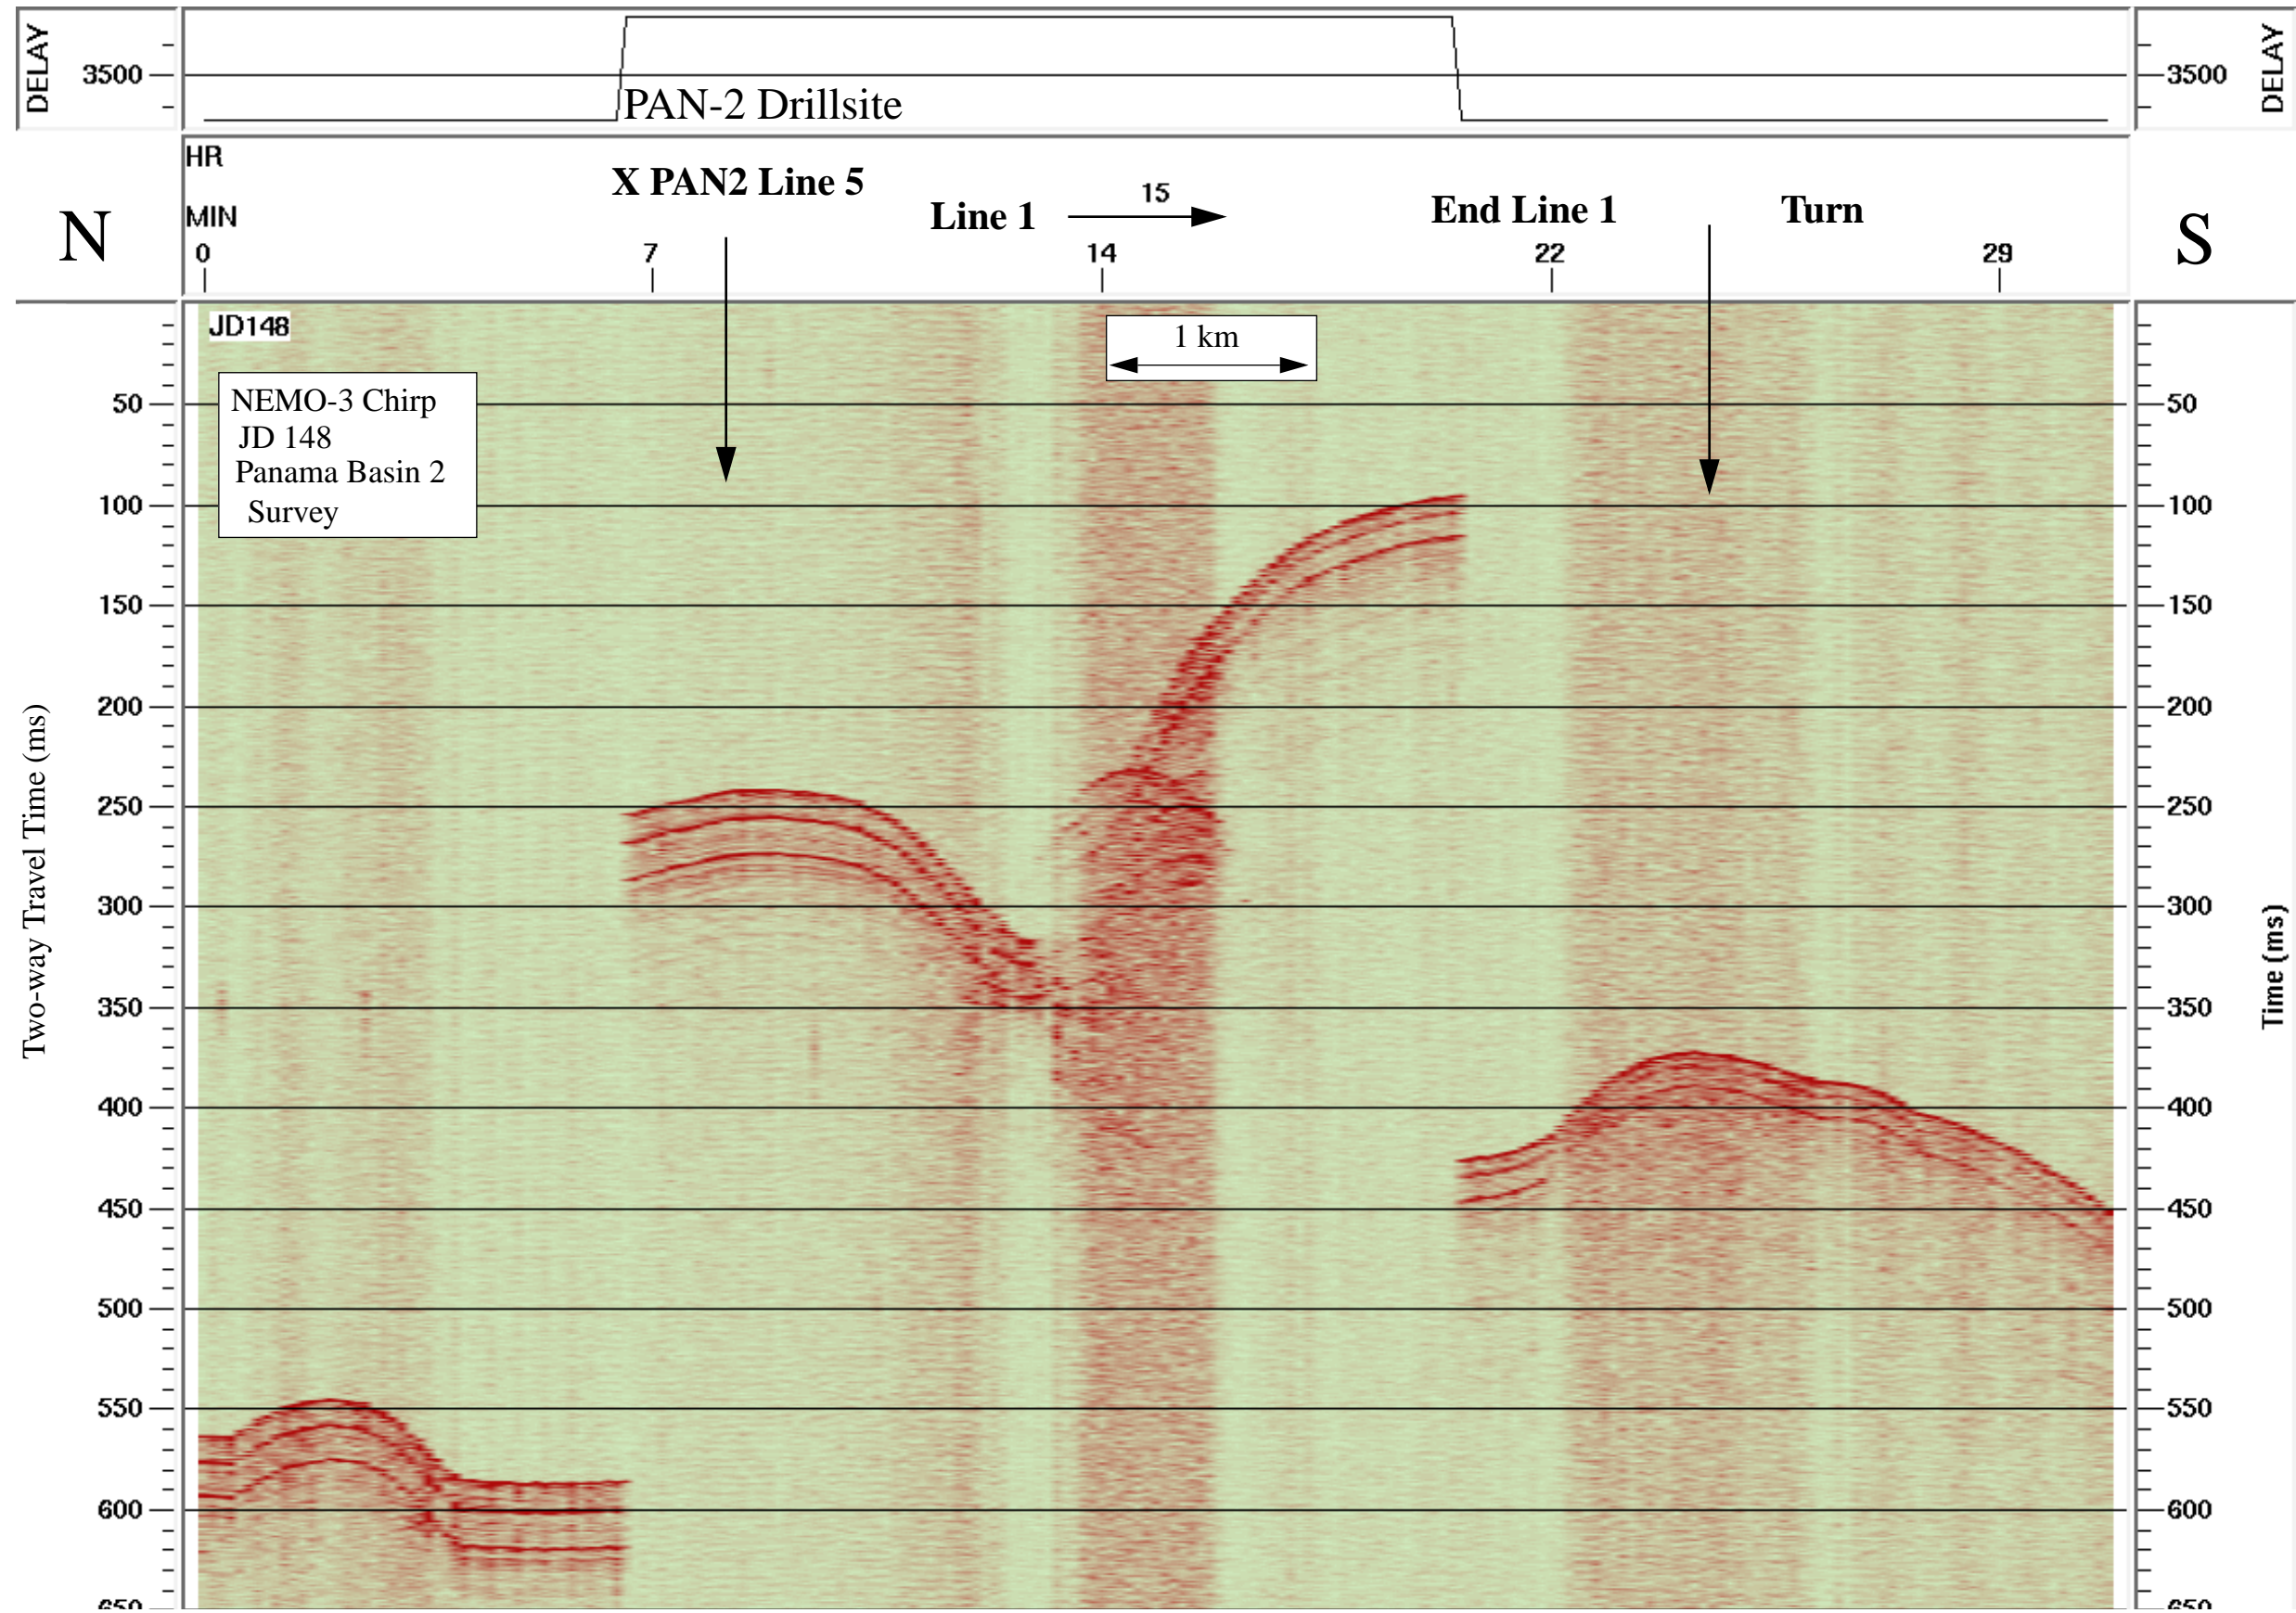 DELAY
3500
3500
DELAY
PAN-2 Drillsite
HR
X PAN2 Line 5
15
Line 1
End Line 1
Turn
N
MIN
S
0
7
14
22
29
JD148
1 km
NEMO-3 Chirp
JD 148
Panama Basin 2
Survey
50
50
100
100
150
150
200
200
250
250
300
300
350
350
400
400
450
450
500
500
550
550
600
600
650
650
Two-way Travel Time (ms)
Time (ms)